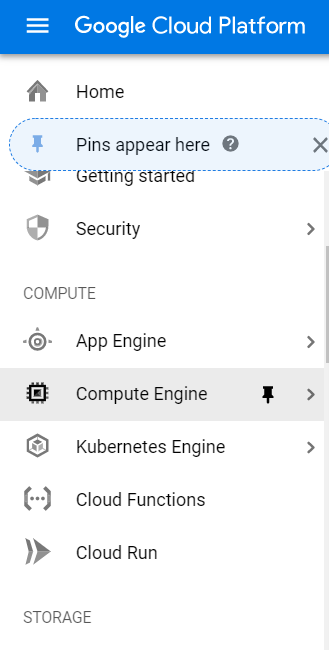 Google Cloud Platform
Home
Pins appear here ?
Getting started
Security
COMPUTE
App Engine
Compute Engine
Kubernetes Engine
Cloud Functions
Cloud Run
STORAGE